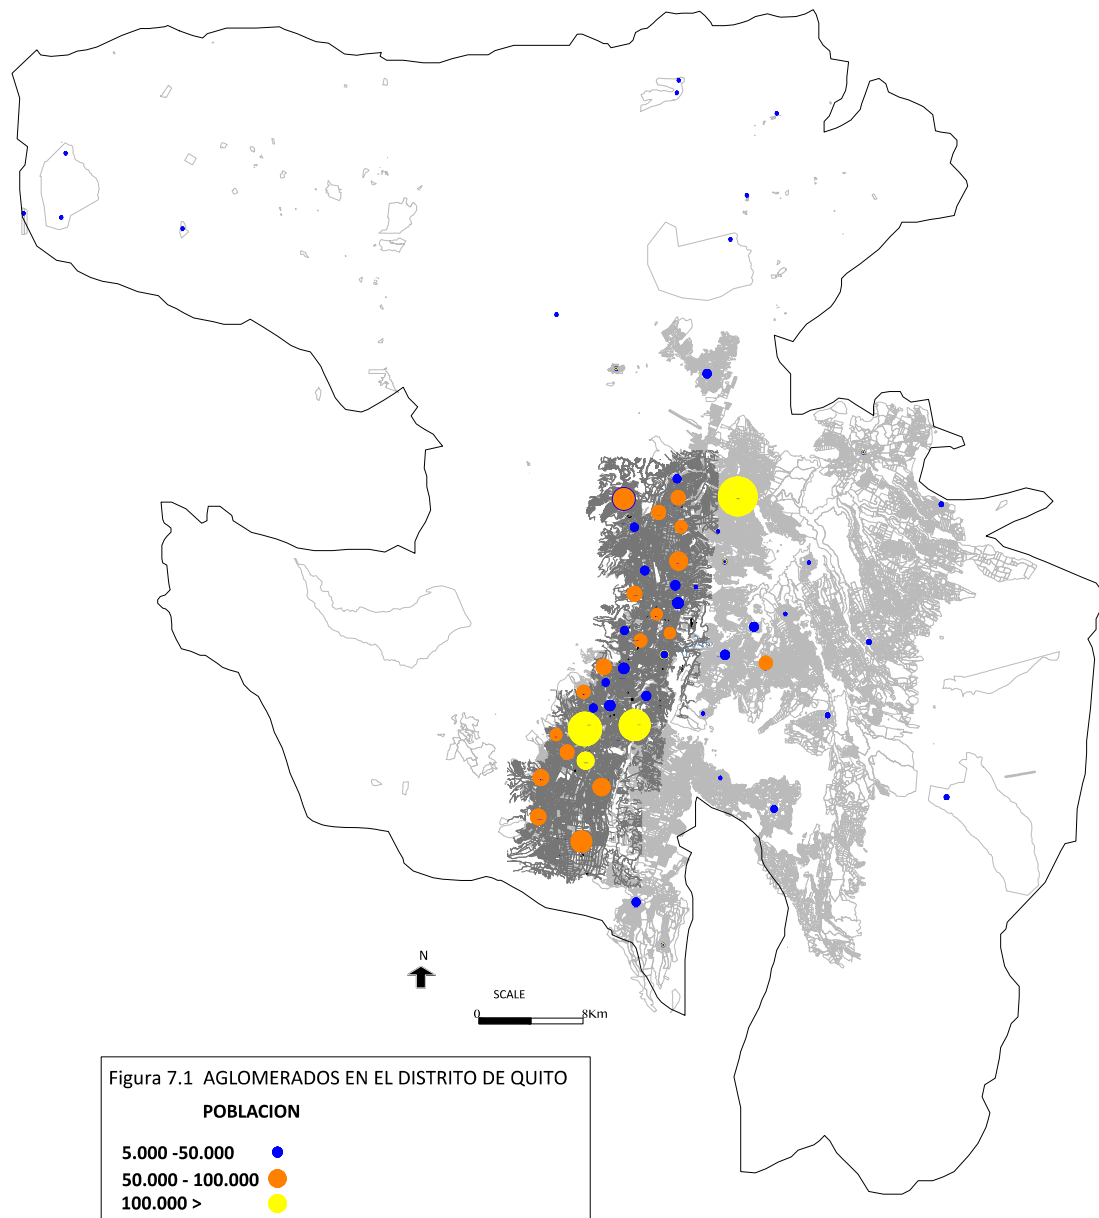 N
SCALE
0 8Km
Figura 7.1 AGLOMERADOS EN EL DISTRITO DE QUITO
POBLACION
5.000 -50.000
50.000 - 100.000
100.000 >